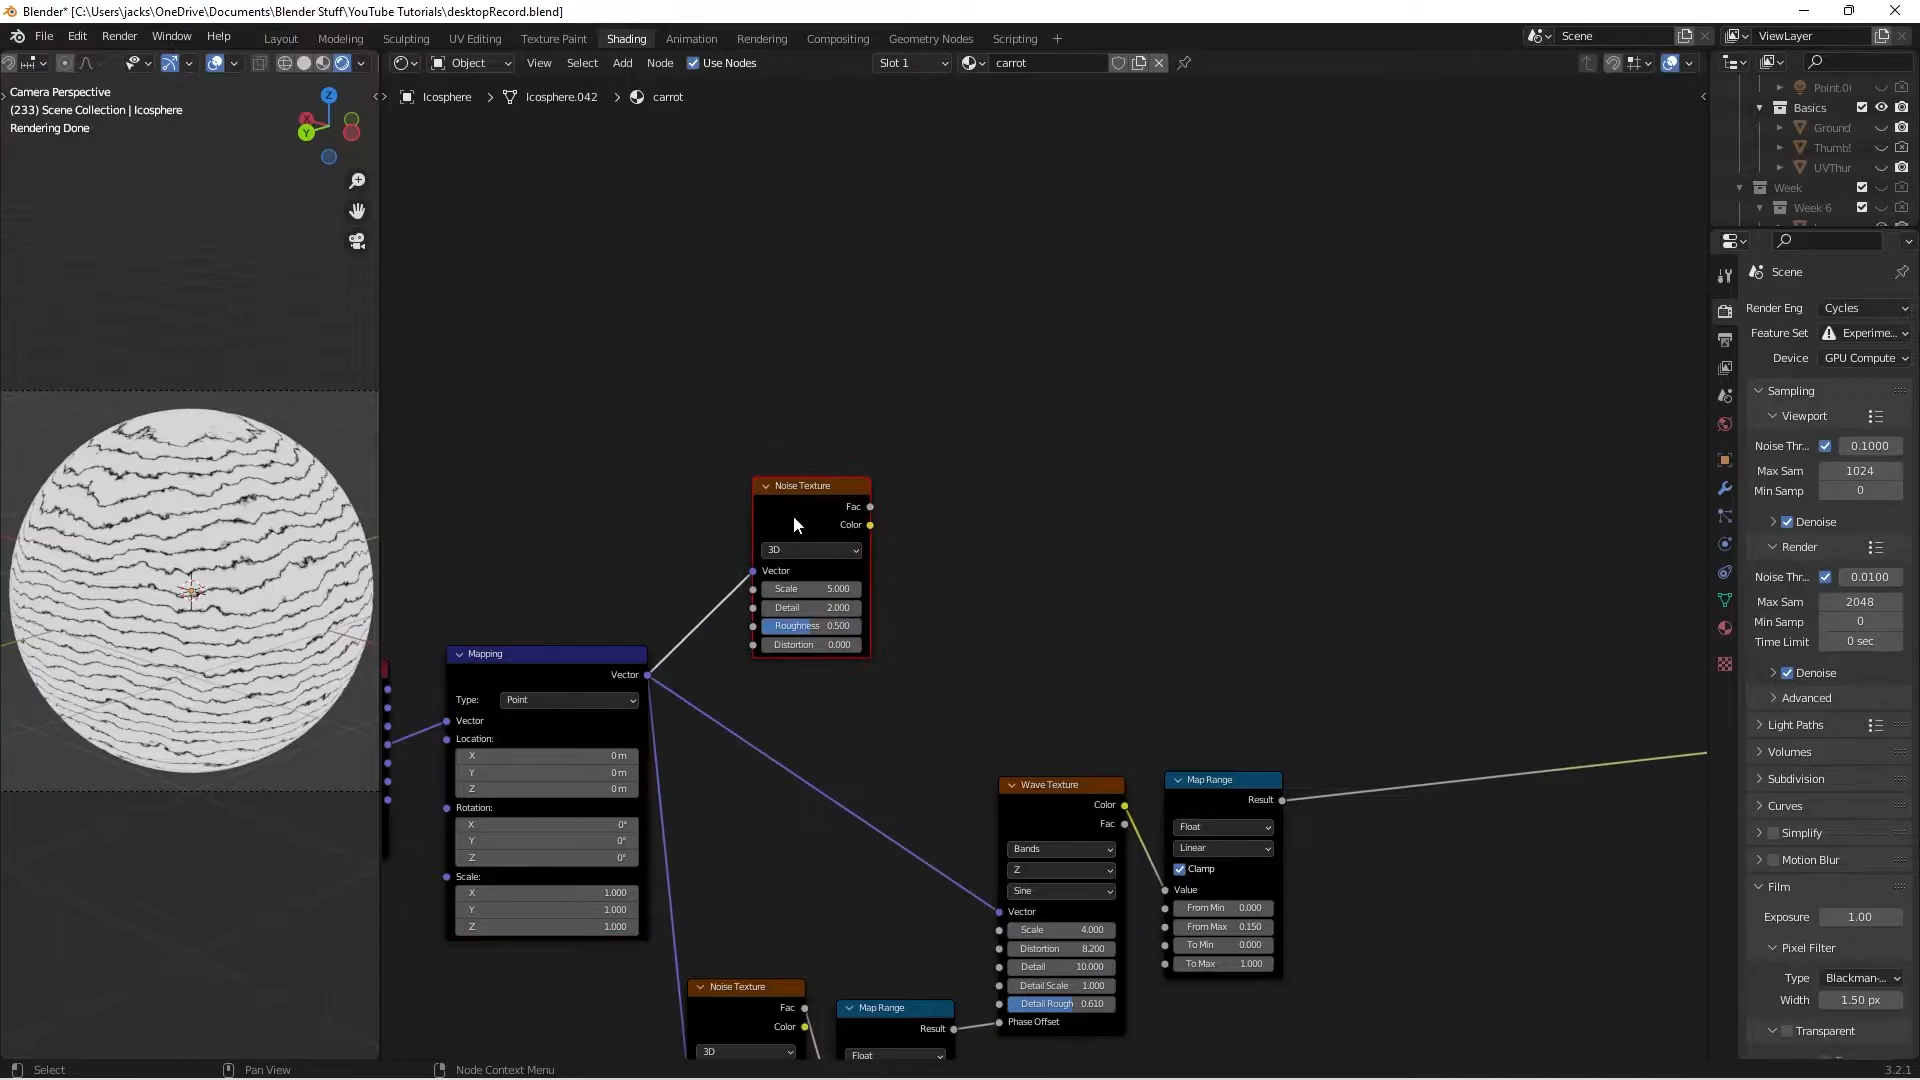 Blender* [C:\Users\jacks\OneDrive\Documents\Blender Stuff\YouTube Tutorials\desktopRecord.blend]
File Edit Render Window Help
Layout Modeling Sculpting UV Editing Texture Paint Shading Animation Rendering Compositing Geometry Nodes Scripting +
Scene
ViewLayer
Object View Select Add Node Use Nodes
Slot 1
carrot
Camera Perspective
(233) Scene Collection | Icosphere
Rendering Done
Z
X
Y
Icosphere > Icosphere.042 > carrot
Noise Texture
Fac
Color
3D
Vector
Scale 5.000
Detail 2.000
Roughness 0.500
Distortion 0.000
Mapping
Vector
Type: Point
Vector
Location:
X 0 m
Y 0 m
Z 0 m
Rotation:
X 0°
Y 0°
Z 0°
Scale:
X 1.000
Y 1.000
Z 1.000
Wave Texture
Color
Fac
Bands
Z
Sine
Vector
Scale 4.000
Distortion 8.200
Detail 10.000
Detail Scale 1.000
Detail Rough 0.610
Phase Offset
Map Range
Result
Float
Linear
Clamp
Value
From Min 0.000
From Max 0.150
To Min 0.000
To Max 1.000
Noise Texture
Fac
Color
3D
Map Range
Result
Float
Point.0
Basics
Ground
Thumb
UVThur
Week
Week 6
Scene
Render Eng Cycles
Feature Set Experime...
Device GPU Compute
Sampling
Viewport
Noise Thr... 0.1000
Max Sam 1024
Min Samp 0
Denoise
Render
Noise Thr... 0.0100
Max Sam 2048
Min Samp 0
Time Limit 0 sec
Denoise
Advanced
Light Paths
Volumes
Subdivision
Curves
Simplify
Motion Blur
Film
Exposure 1.00
Pixel Filter
Type Blackman-...
Width 1.50 px
Transparent
Select
Pan View
Node Context Menu
3.2.1